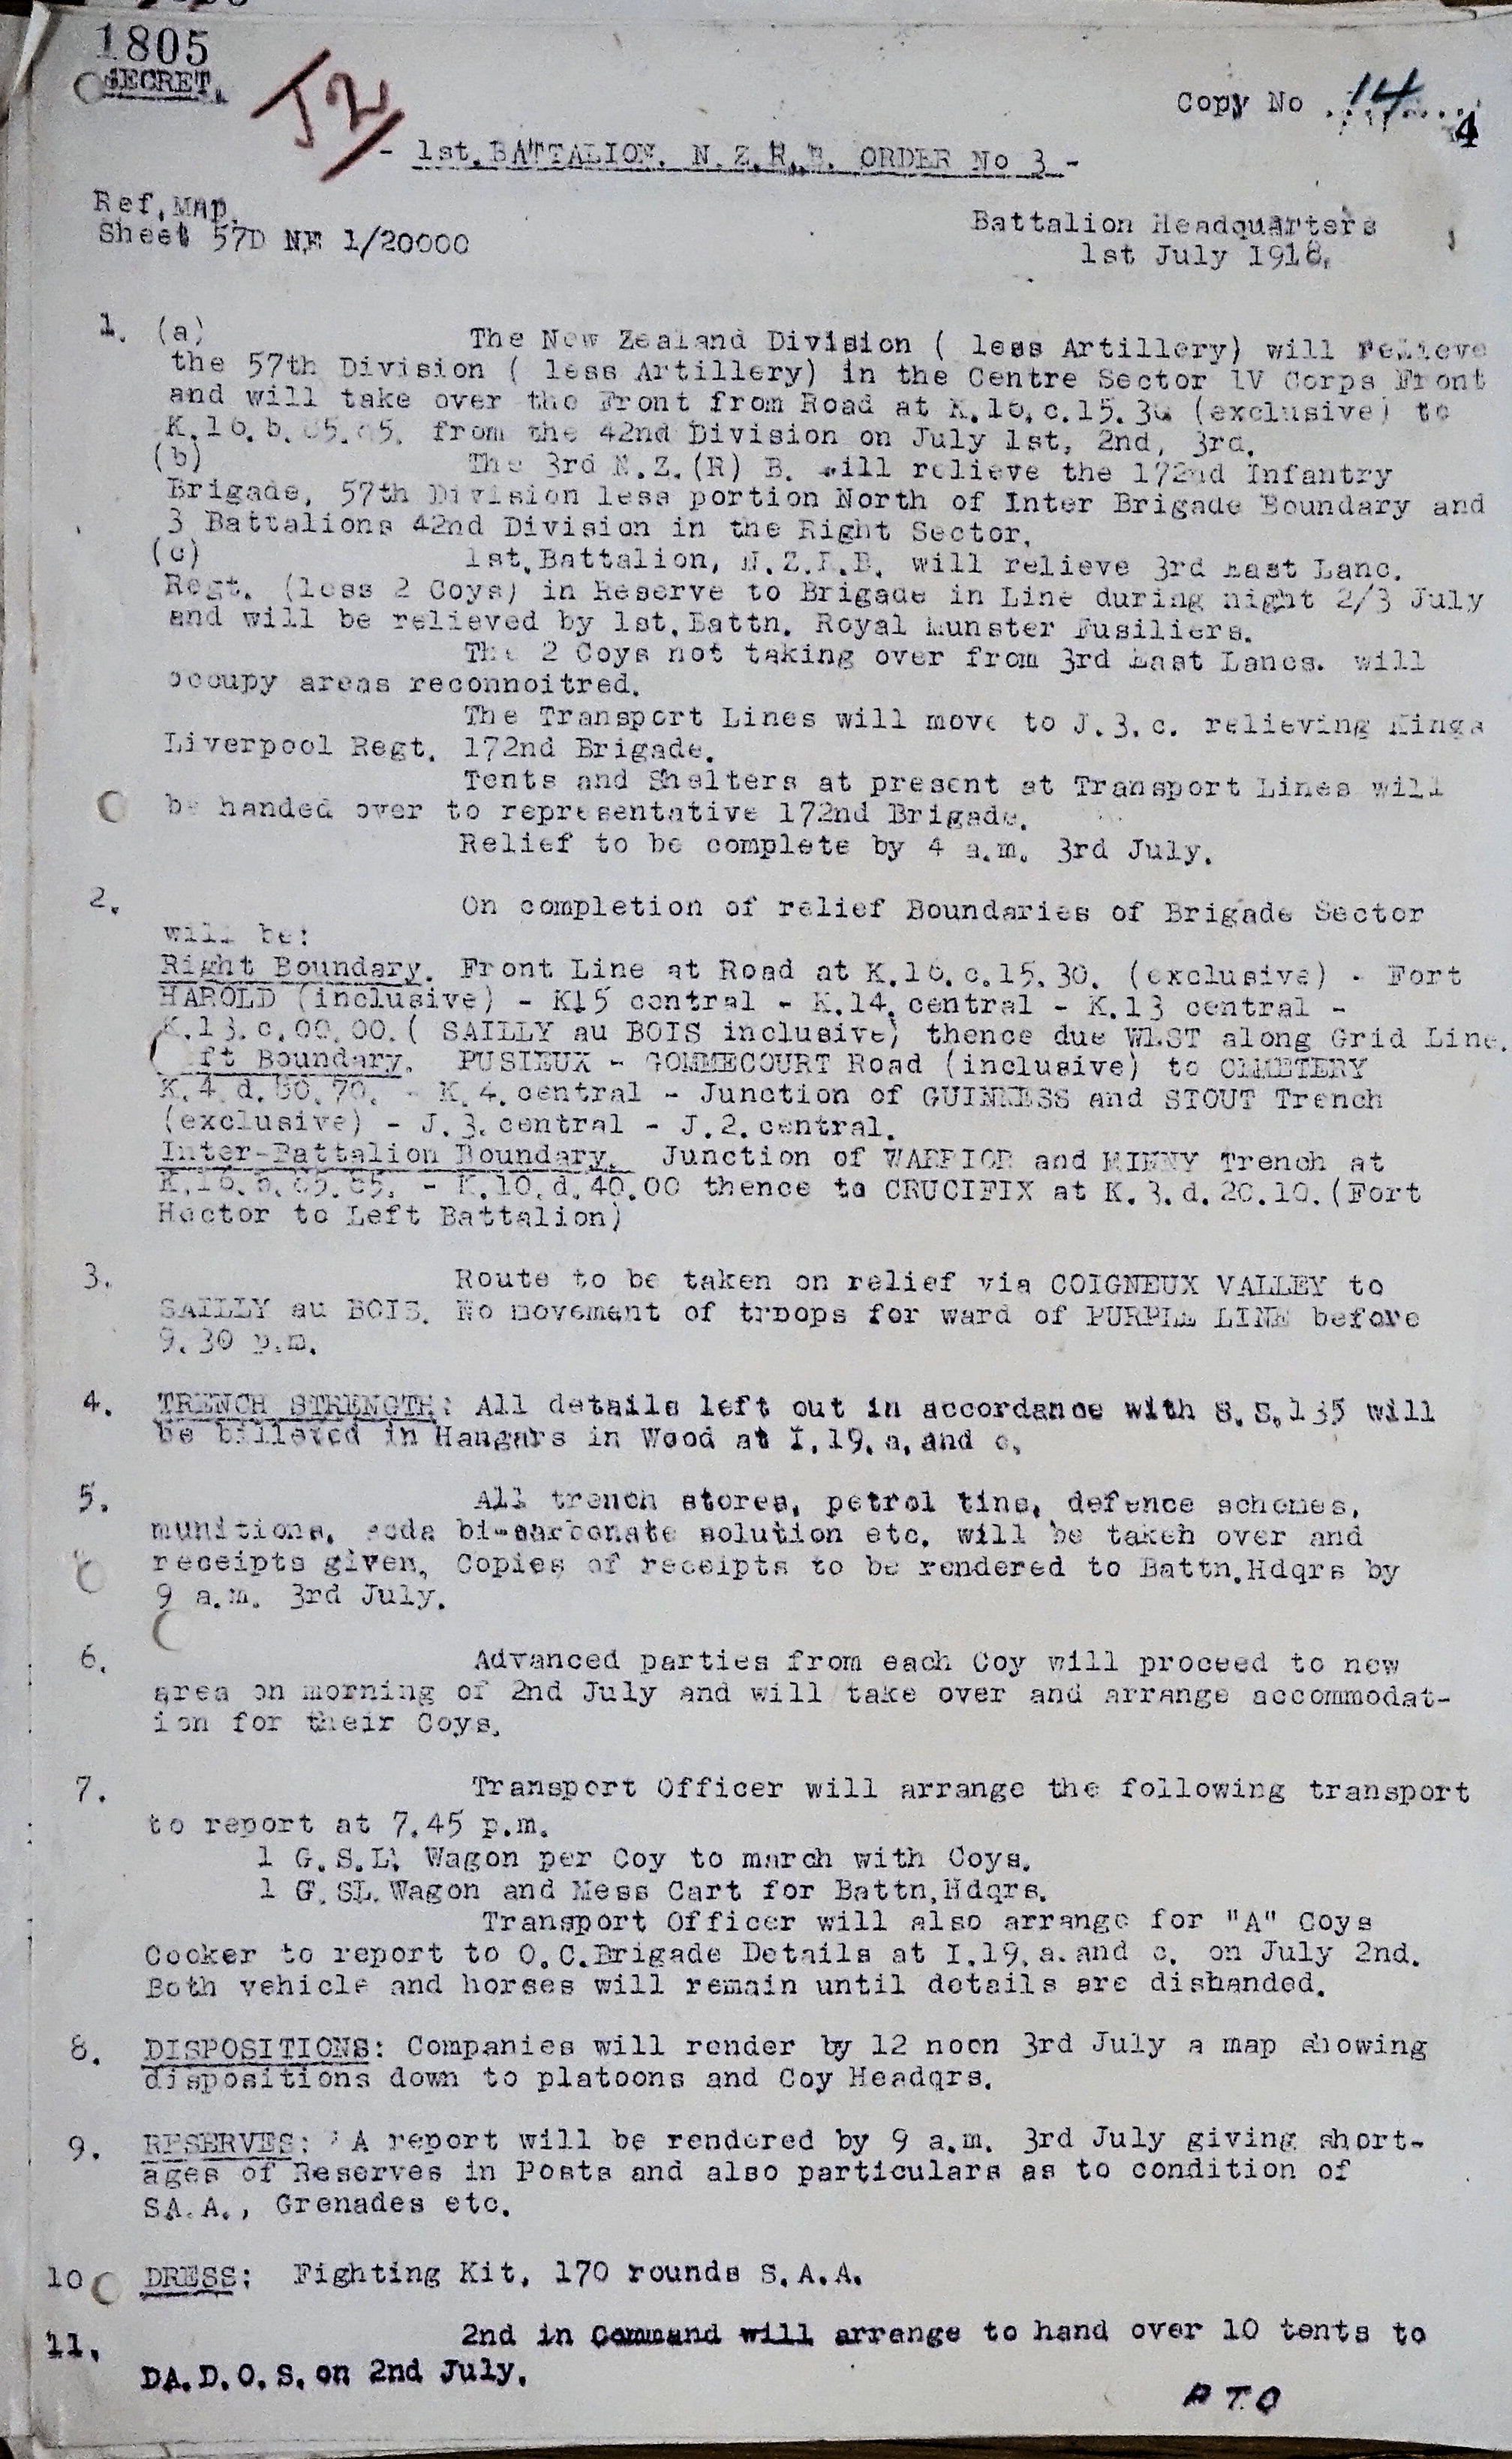 1805
SECRET.
J2
Copy No ..14....
4
- 1st. BATTALION. N.Z.R.B. ORDER No 3 -
Ref. Map.
Sheet 57D NE 1/20000
Battalion Headquarters
1st July 1918.
1. (a) The New Zealand Division ( less Artillery) will relieve
the 57th Division ( less Artillery) in the Centre Sector 1V Corps Front
and will take over the Front from Road at K.16.c.15.30 (exclusive) to
K.16.b. from the 42nd Division on July 1st, 2nd, 3rd.
(b) The 3rd N.Z.(R) B. will relieve the 172nd Infantry
Brigade, 57th Division less portion North of Inter Brigade Boundary and
3 Battalions 42nd Division in the Right Sector.
(c) 1st. Battalion, N.Z.R.B. will relieve 3rd East Lanc.
Regt. (less 2 Coys) in Reserve to Brigade in Line during night 2/3 July
and will be relieved by 1st. Battn. Royal Munster Fusiliers.
The 2 Coys not taking over from 3rd East Lancs. will
occupy areas reconnoitred.
The Transport Lines will move to J.3.c. relieving Kings
Liverpool Regt. 172nd Brigade.
Tents and Shelters at present at Transport Lines will
be handed over to representative 172nd Brigade.
Relief to be complete by 4 a.m. 3rd July.
2. On completion of relief Boundaries of Brigade Sector
will be:
Right Boundary. Front Line at Road at K.16.c.15.30. (exclusive) - Fort
HAROLD (inclusive) - K15 central - K.14. central - K.13 central -
K.13.c.00.00.( SAILLY au BOIS inclusive) thence due WEST along Grid Line.
ft Boundary. PUSIEUX - GOMMECOURT Road (inclusive) to CEMETERY
K.4.d. 70. - K.4.central - Junction of GUINNESS and STOUT Trench
(exclusive) - J.3.central - J.2.central.
Inter-Battalion Boundary. Junction of WARRIOR and MINNY Trench at
K.16.b. - K.10.d.40.00 thence to CRUCIFIX at K.3.d.20.10.(Fort
Hector to Left Battalion)
3. Route to be taken on relief via COIGNEUX VALLEY to
SAILLY au BOIS. No movement of trpops for ward of PURPLE LINE before
9.30 p.m.
4. TRENCH STRENGTH: All details left out in accordance with S.S.135 will
be billeted in Hangars in Wood at I.19.a.and c.
5. All trench stores, petrol tins, defence schemes,
munitions, soda bi-carbonate solution etc. will be taken over and
receipts given, Copies of receipts to be rendered to Battn.Hdqrs by
9 a.m. 3rd July.
6. Advanced parties from each Coy will proceed to new
area on morning of 2nd July and will take over and arrange accommodat-
ion for their Coys.
7. Transport Officer will arrange the following transport
to report at 7.45 p.m.
1 G.S.L. Wagon per Coy to march with Coys.
1 G.SL. Wagon and Mess Cart for Battn,Hdqrs.
Transport Officer will also arrange for "A" Coys
Cocker to report to O.C.Brigade Details at I.19.a.and c. on July 2nd.
Both vehicle and horses will remain until details are disbanded.
8. DISPOSITIONS: Companies will render by 12 noon 3rd July a map showing
dispositions down to platoons and Coy Headqrs.
9. RESERVES: A report will be rendered by 9 a.m. 3rd July giving short-
ages of Reserves in Posts and also particulars as to condition of
SA.A., Grenades etc.
10 DRESS: Fighting Kit, 170 rounds S.A.A.
11. 2nd in Command will arrange to hand over 10 tents to
DA.D.O.S. on 2nd July.
P T O